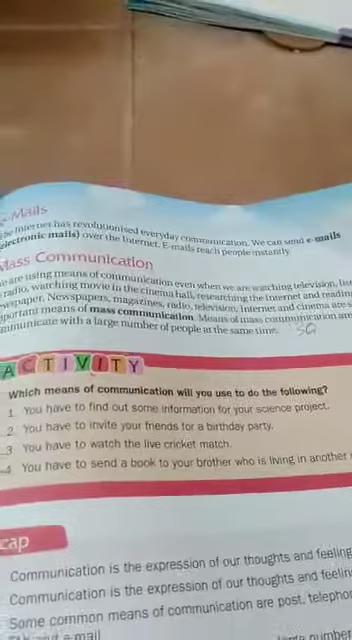 e-Mails
The Internet has revolutionised everyday communication. We can send e-mails
(electronic mails) over the Internet. E-mails reach people instantly.
Mass Communication
We are using means of communication even when we are watching television,
radio, watching movie in the cinema hall, researching the Internet and
newspaper. Newspapers, magazines, radio, television, Internet and cinema are
important means of mass communication. Means of mass communication
communicate with a large number of people at the same time.
ACTIVITY
Which means of communication will you use to do the following?
1 You have to find out some information for your science project.
2 You have to invite your friends for a birthday party.
3 You have to watch the live cricket match.
4 You have to send a book to your brother who is living in another
cap
Communication is the expression of our thoughts and feeling
Communication is the expression of our thoughts and feelin
Some common means of communication are post, telepho
e-mail
number